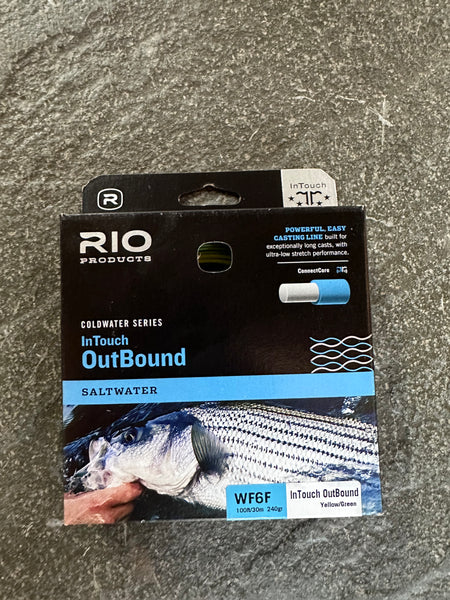 R
InTouch
RIO
PRODUCTS
POWERFUL, EASY
CASTING LINE built for
exceptionally long casts, with
ultra-low stretch performance.
ConnectCore
COLDWATER SERIES
InTouch
OutBound
SALTWATER
WF6F
100ft/30m 240gr
InTouch OutBound
Yellow/Green